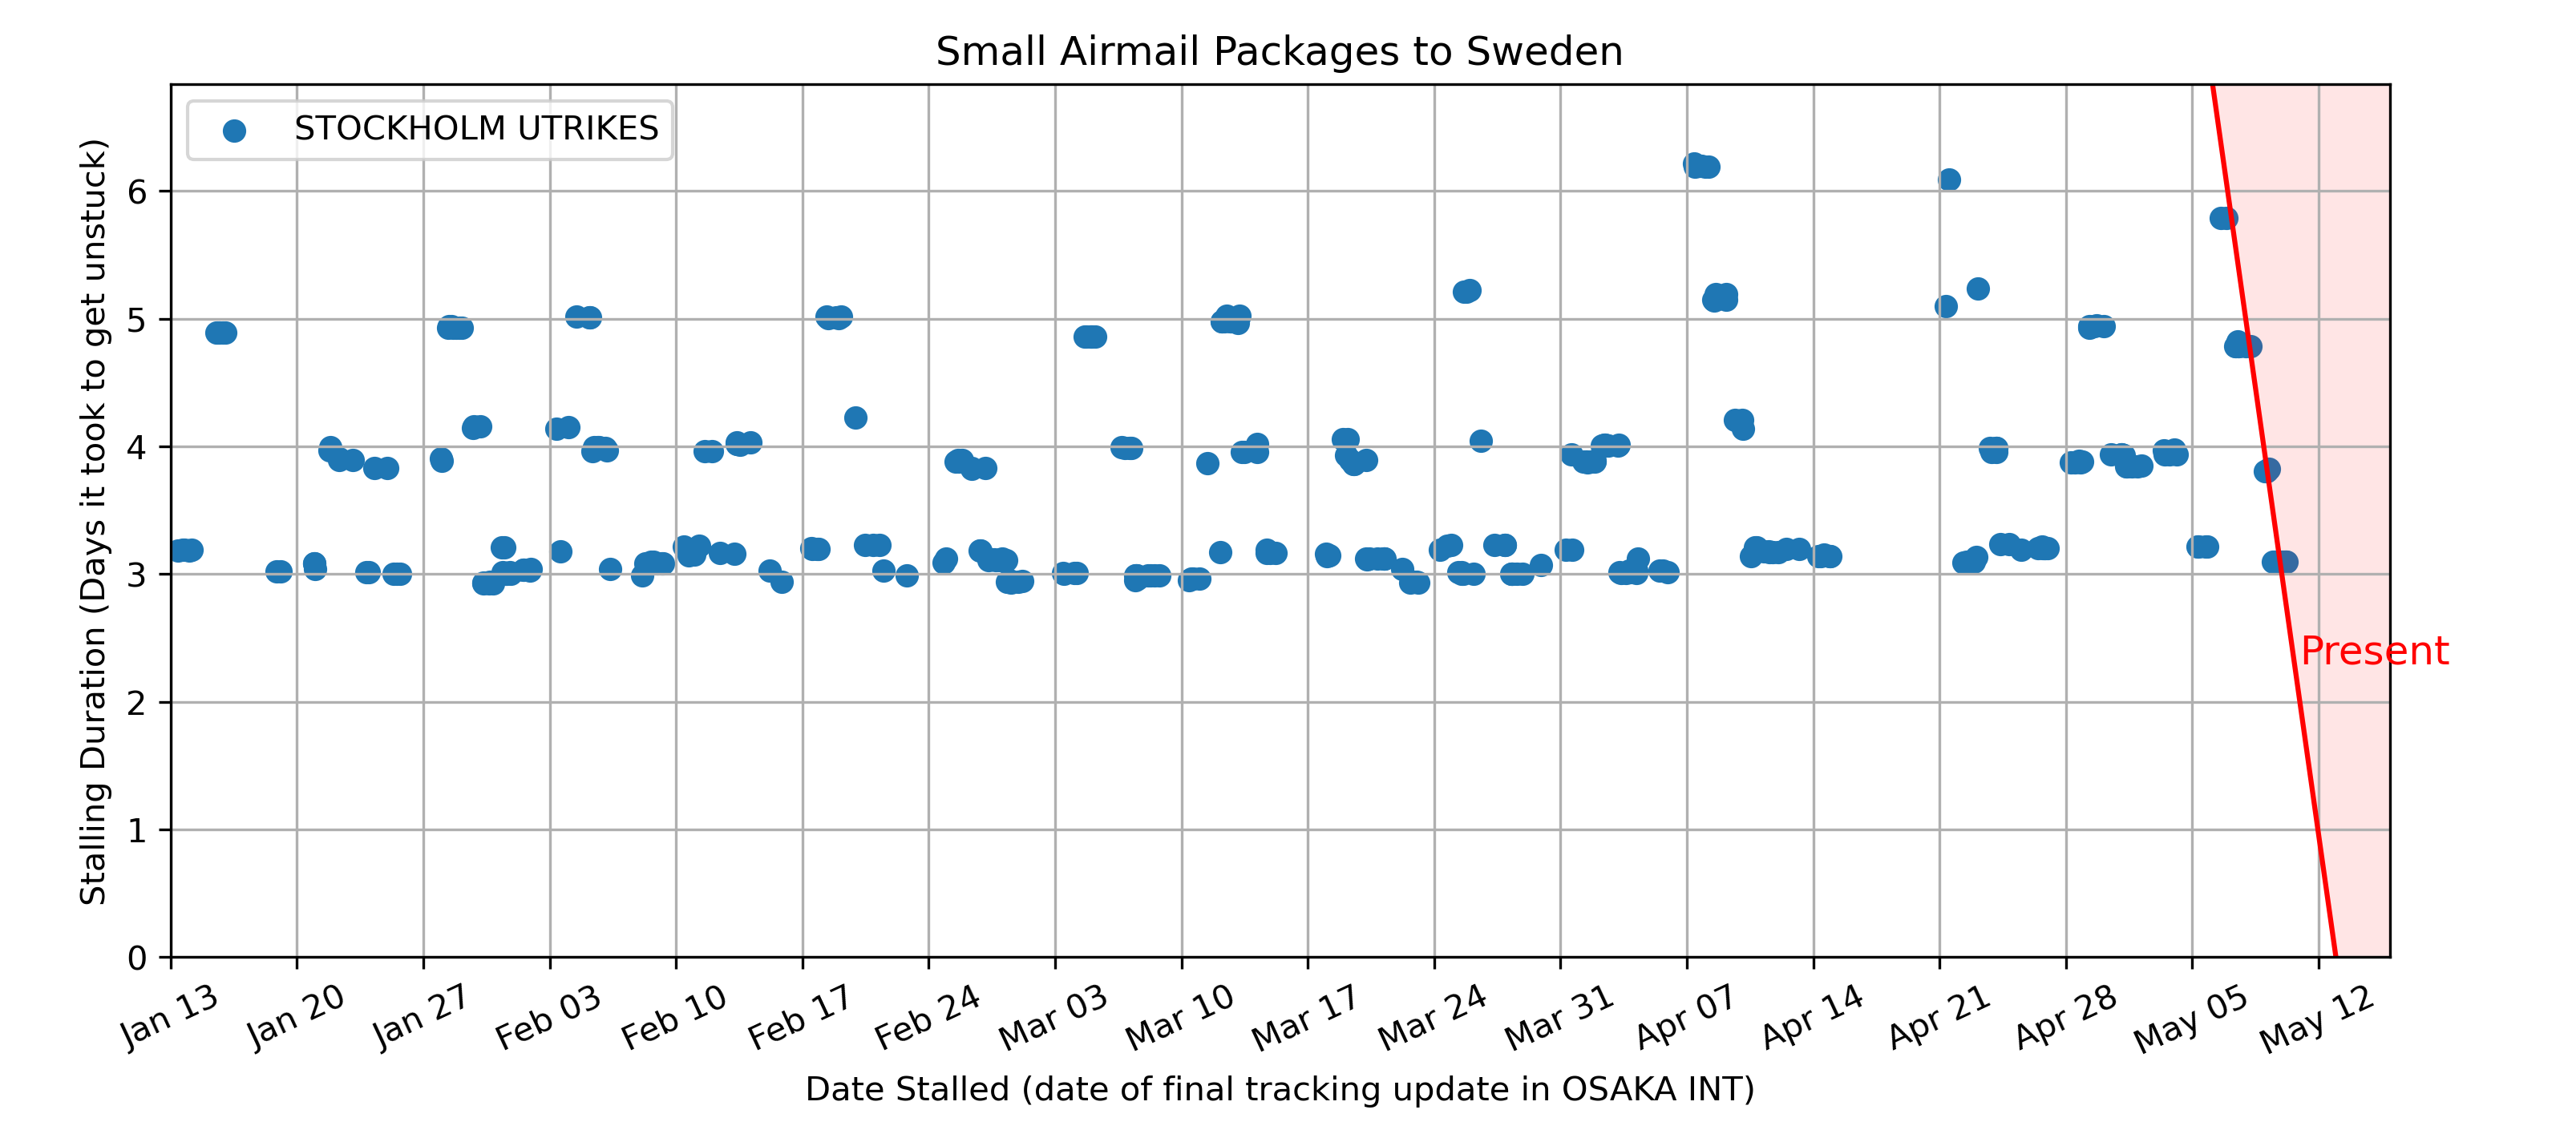 Small Airmail Packages to Sweden
STOCKHOLM UTRIKES
Stalling Duration (Days it took to get unstuck)
6
5
4
3
2
1
0
Present
Jan 13
Jan 20
Jan 27
Feb 03
Feb 10
Feb 17
Feb 24
Mar 03
Mar 10
Mar 17
Mar 24
Mar 31
Apr 07
Apr 14
Apr 21
Apr 28
May 05
May 12
Date Stalled (date of final tracking update in OSAKA INT)